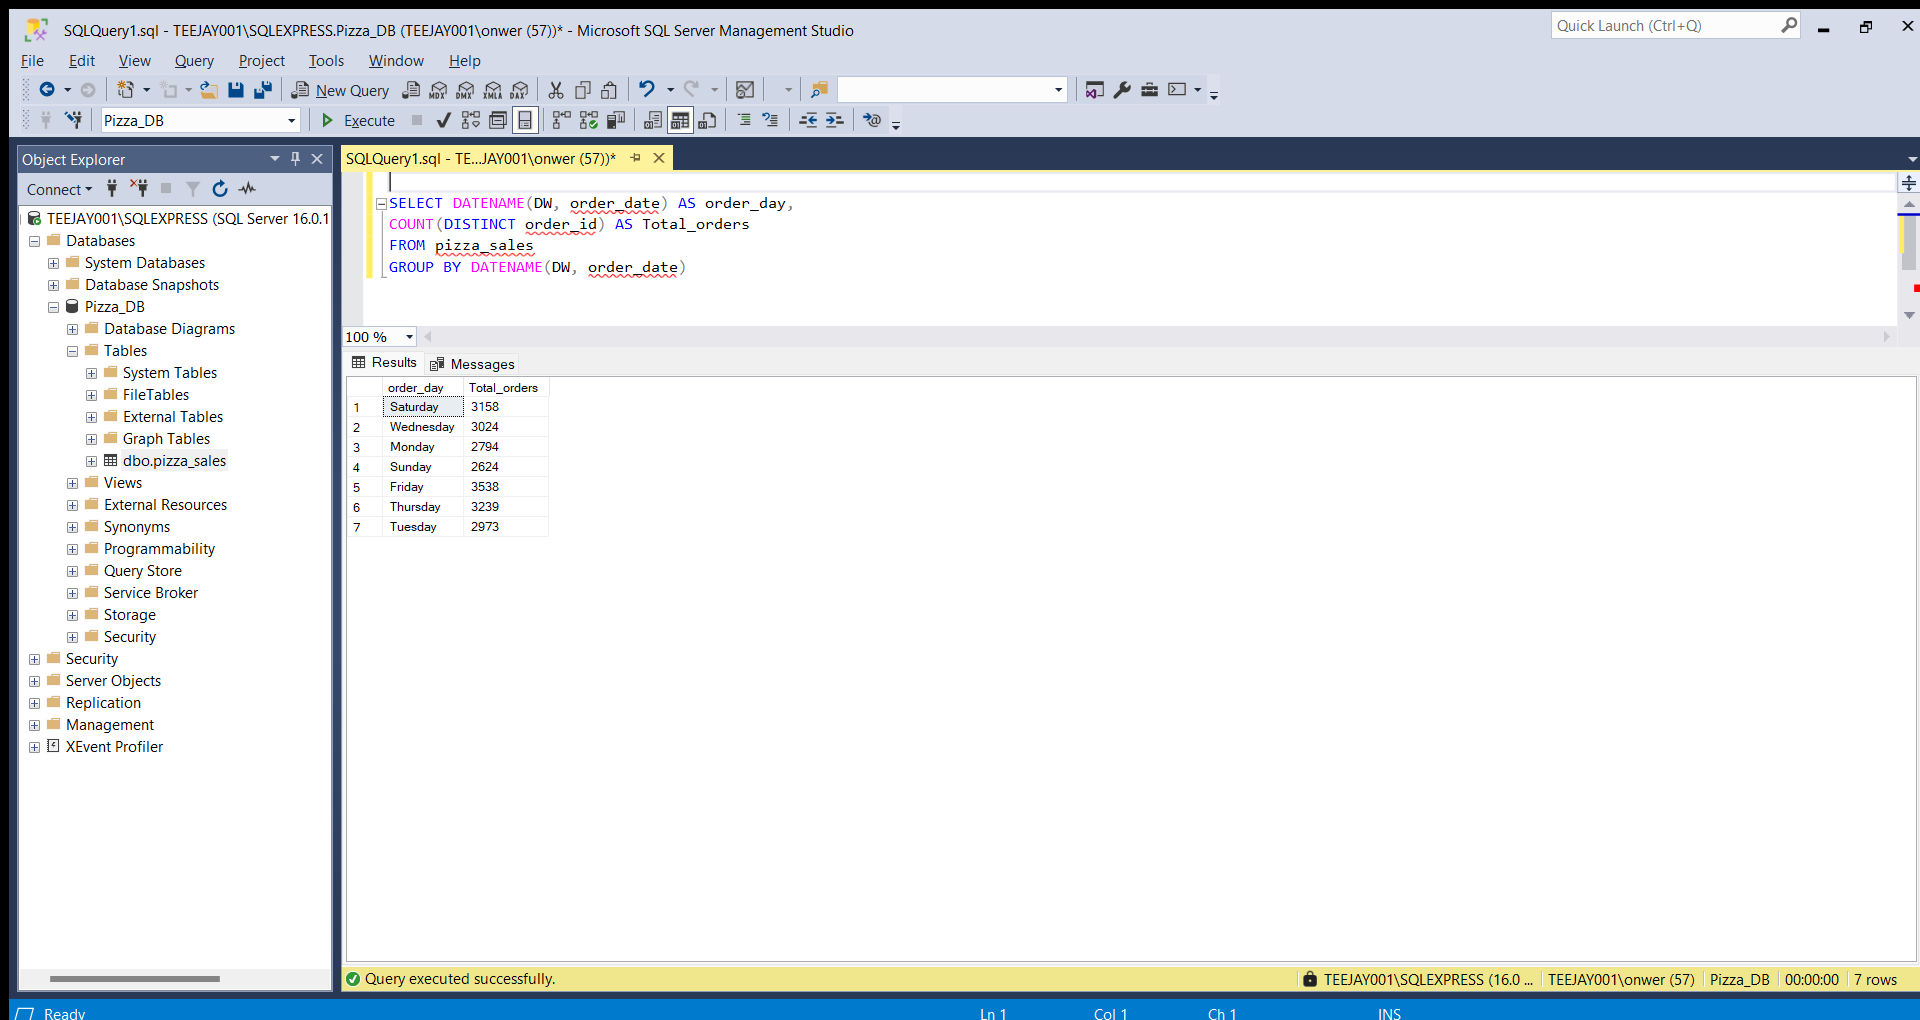 SQLQuery1.sql - TEEJAY001\SQLEXPRESS.Pizza_DB (TEEJAY001\onwer (57))* - Microsoft SQL Server Management Studio
Quick Launch (Ctrl+Q)
File Edit View Query Project Tools Window Help
New Query MDX DMX XMLA DAX
Pizza_DB
Execute
Object Explorer
Connect
TEEJAY001\SQLEXPRESS (SQL Server 16.0.1
Databases
System Databases
Database Snapshots
Pizza_DB
Database Diagrams
Tables
System Tables
FileTables
External Tables
Graph Tables
dbo.pizza_sales
Views
External Resources
Synonyms
Programmability
Query Store
Service Broker
Storage
Security
Security
Server Objects
Replication
Management
XEvent Profiler
SQLQuery1.sql - TE...JAY001\onwer (57))*
SELECT DATENAME(DW, order_date) AS order_day,
COUNT(DISTINCT order_id) AS Total_orders
FROM pizza_sales
GROUP BY DATENAME(DW, order_date)
100 %
Results Messages
order_day Total_orders
1 Saturday 3158
2 Wednesday 3024
3 Monday 2794
4 Sunday 2624
5 Friday 3538
6 Thursday 3239
7 Tuesday 2973
Query executed successfully.
TEEJAY001\SQLEXPRESS (16.0 ... TEEJAY001\onwer (57) Pizza_DB 00:00:00 7 rows
Ready Ln 1 Col 1 Ch 1 INS